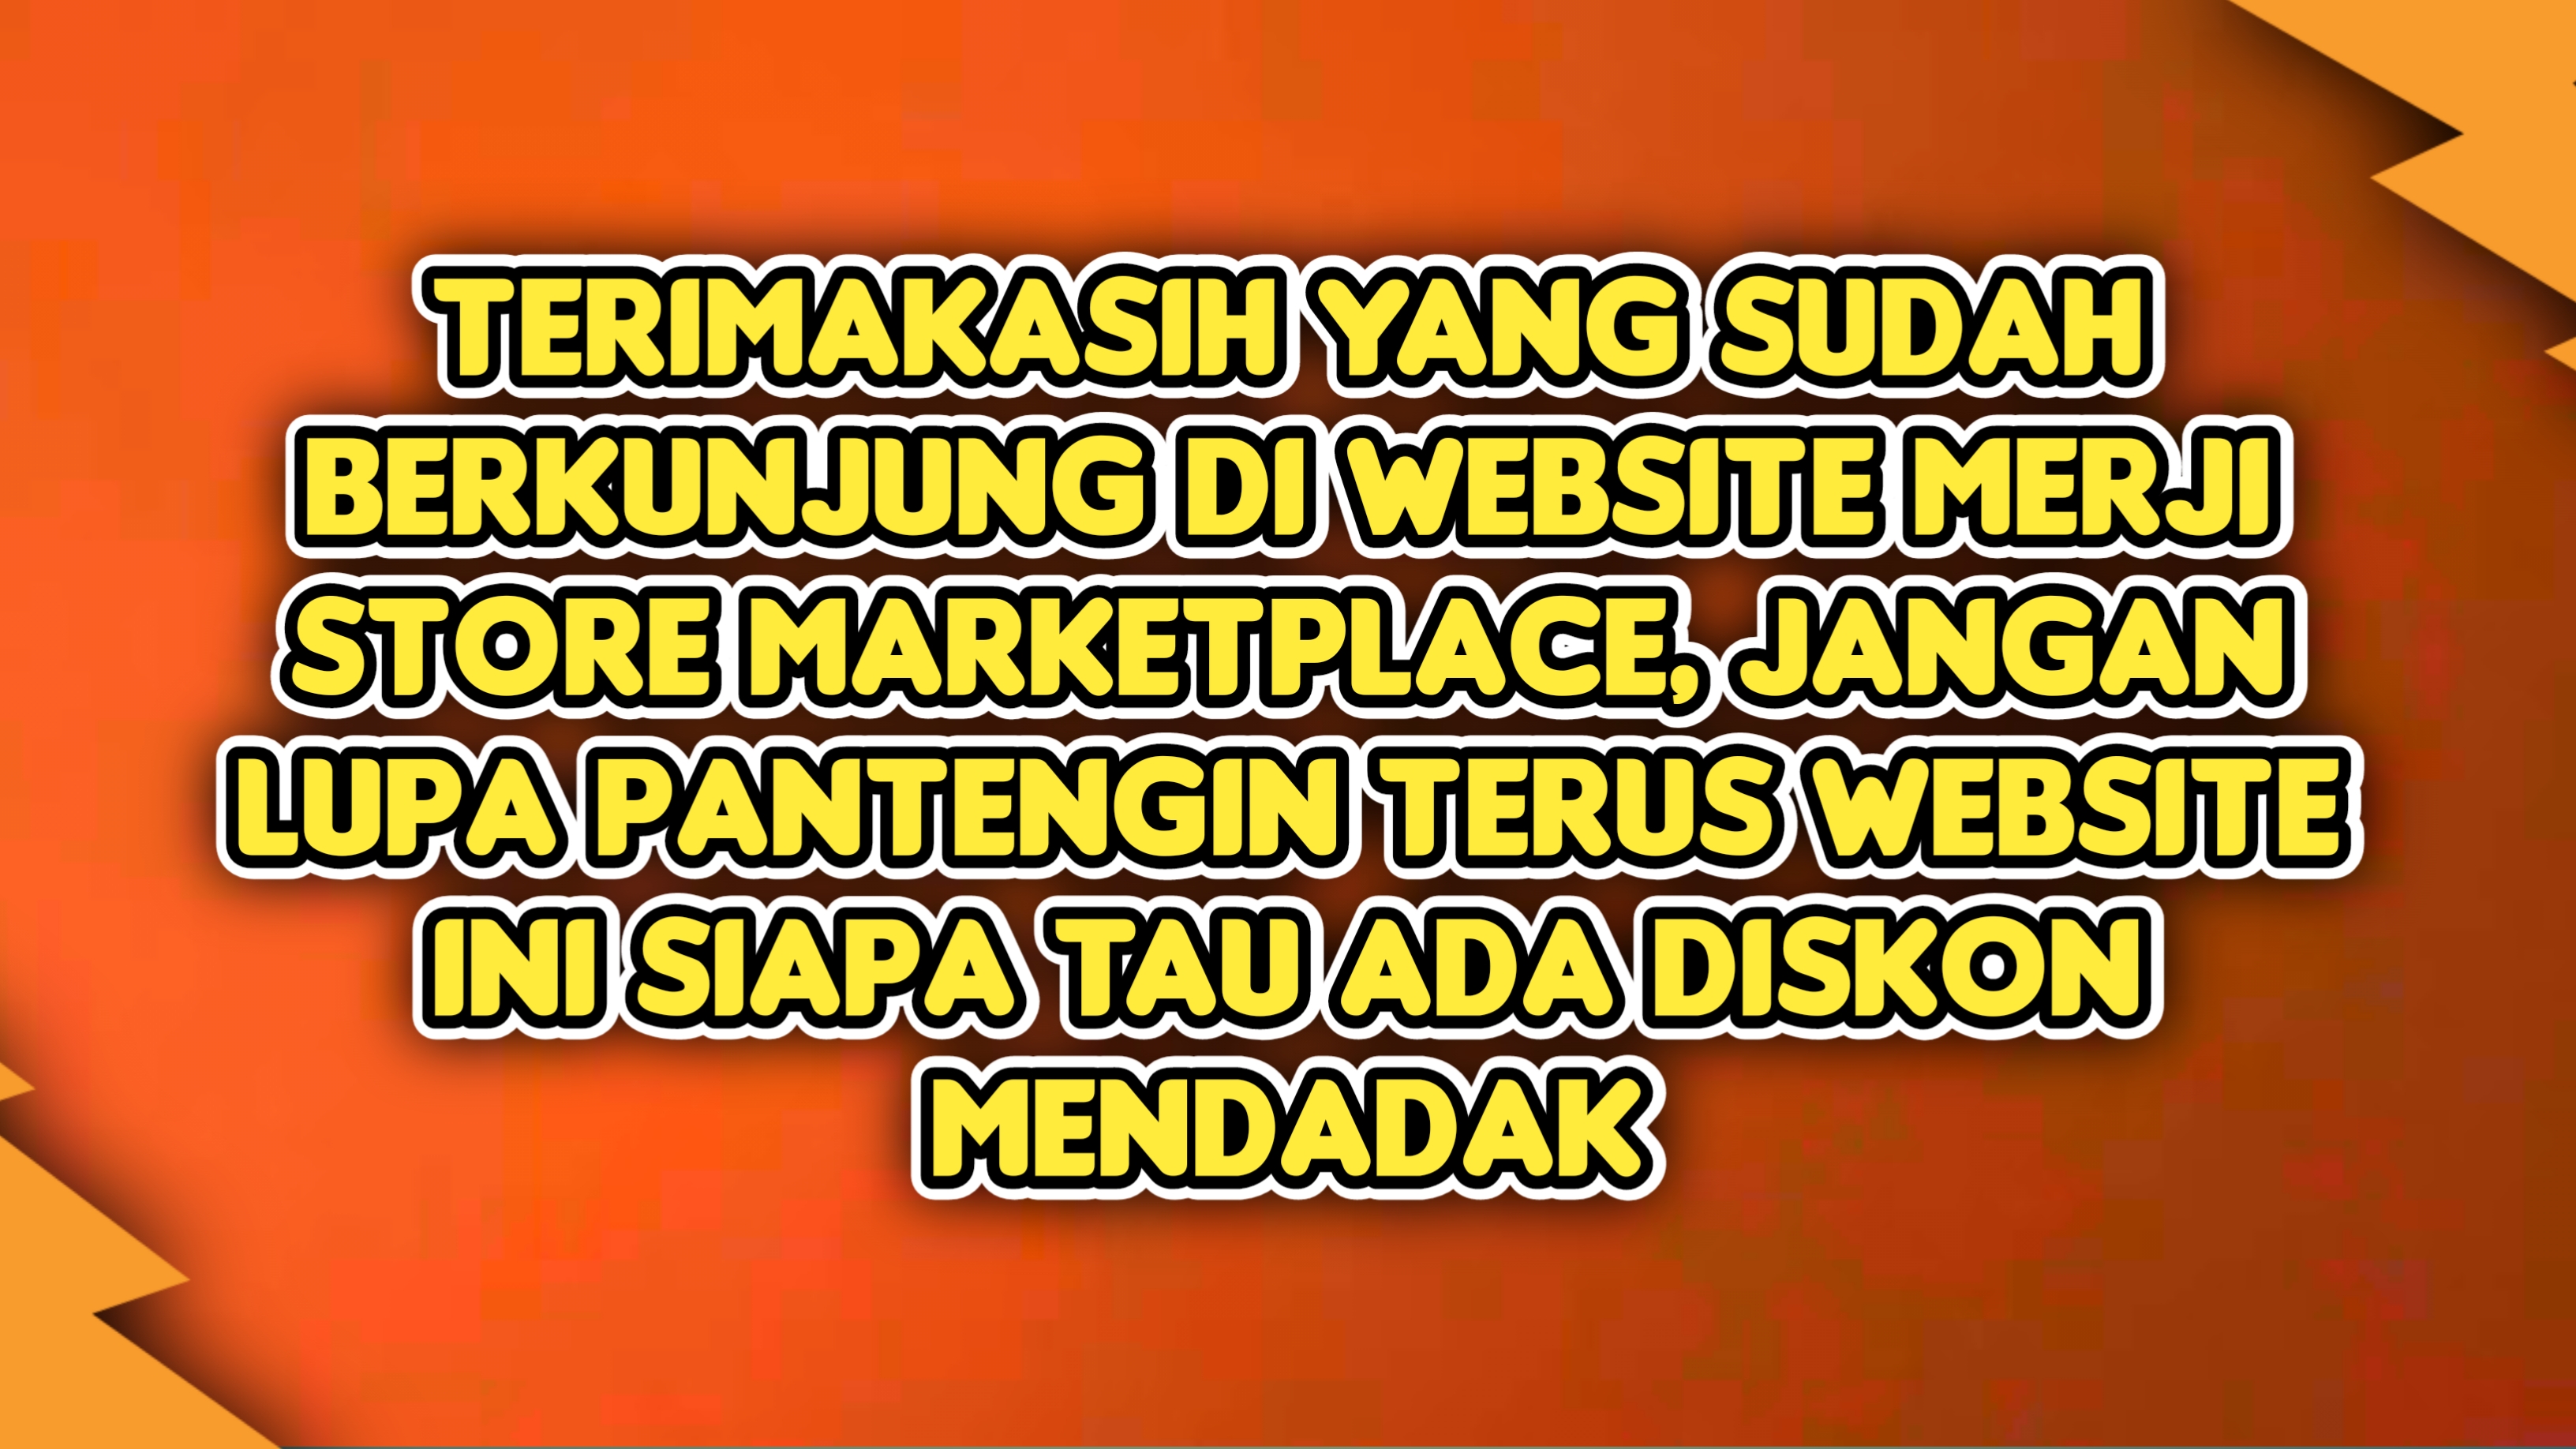 TERIMAKASIH YANG SUDAH
BERKUNJUNG DI WEBSITE MERJI
STORE MARKETPLACE, JANGAN
LUPA PANTENGIN TERUS WEBSITE
INI SIAPA TAU ADA DISKON
MENDADAK